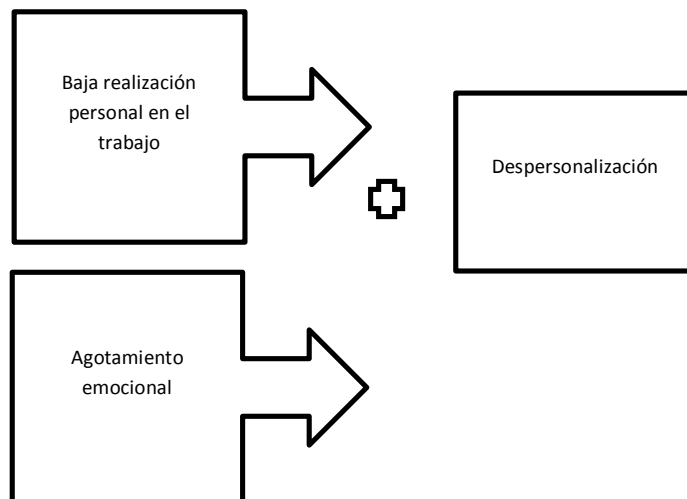 Baja realización
personal en el
trabajo
Despersonalización
Agotamiento
emocional